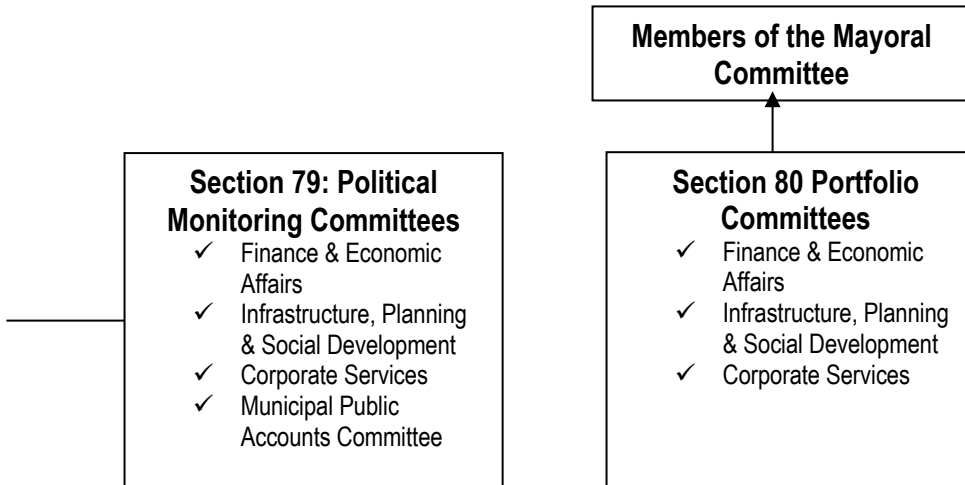 Members of the Mayoral
Committee
Section 79: Political
Monitoring Committees
✓ Finance & Economic
Affairs
✓ Infrastructure, Planning
& Social Development
✓ Corporate Services
✓ Municipal Public
Accounts Committee
Section 80 Portfolio
Committees
✓ Finance & Economic
Affairs
✓ Infrastructure, Planning
& Social Development
✓ Corporate Services